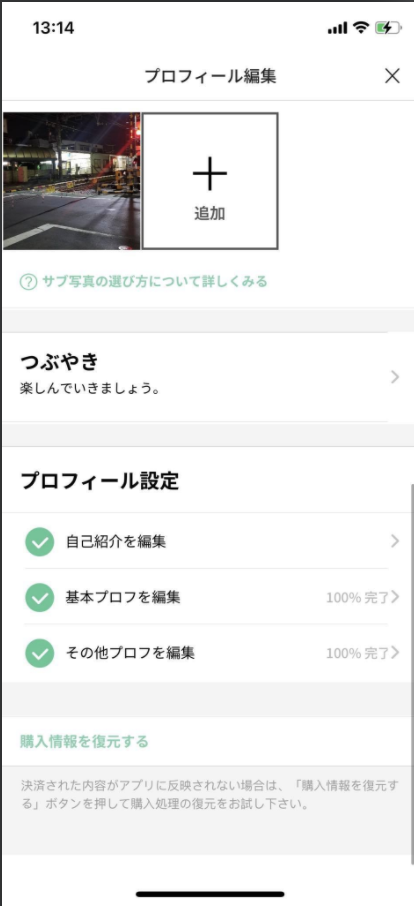 13:14
プロフィール編集
追加
サブ写真の選び方について詳しくみる
つぶやき
楽しんでいきましょう。
プロフィール設定
自己紹介を編集
基本プロフを編集 100% 完了
その他プロフを編集 100% 完了
購入情報を復元する
決済された内容がアプリに反映されない場合は、「購入情報を復元す
る」ボタンを押して購入処理の復元をお試し下さい。